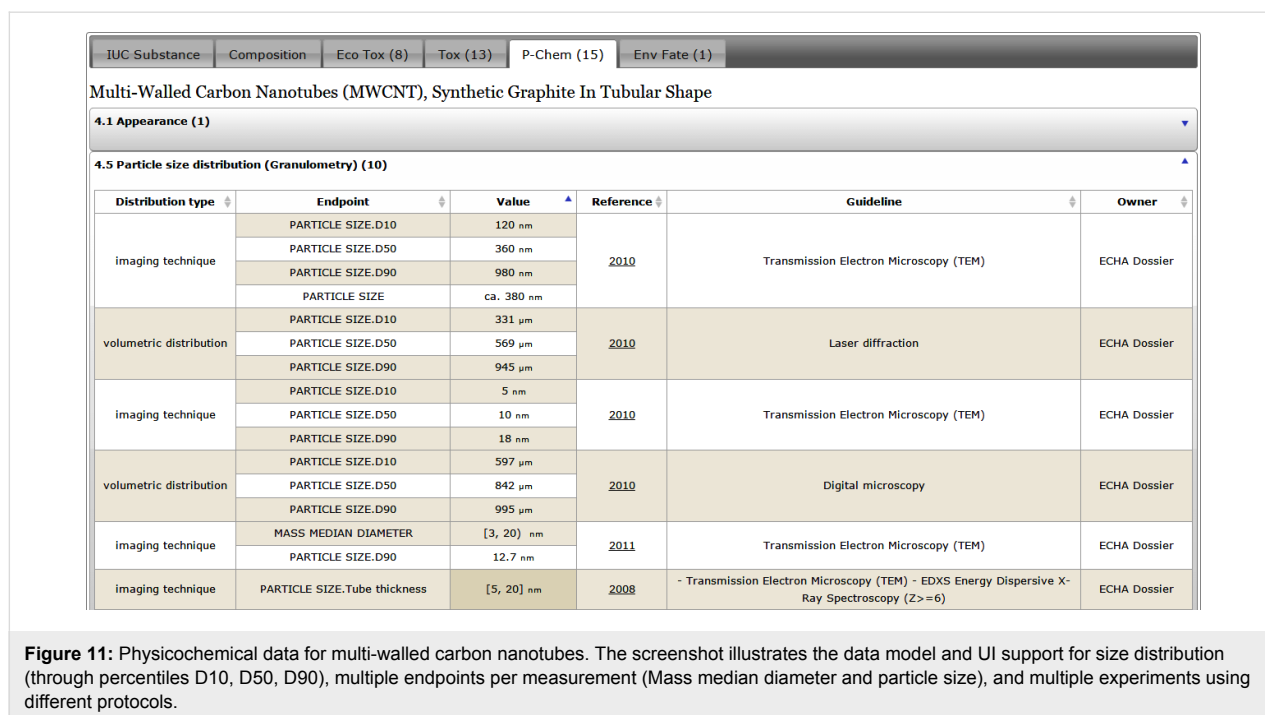 IUC Substance Composition Eco Tox (8) Tox (13) P-Chem (15) Env Fate (1)
Multi-Walled Carbon Nanotubes (MWCNT), Synthetic Graphite In Tubular Shape
4.1 Appearance (1)
4.5 Particle size distribution (Granulometry) (10)
Distribution type Endpoint Value Reference Guideline Owner
PARTICLE SIZE.D10 120 nm
PARTICLE SIZE.D50 360 nm
imaging technique 2010 Transmission Electron Microscopy (TEM) ECHA Dossier
PARTICLE SIZE.D90 980 nm
PARTICLE SIZE ca. 380 nm
PARTICLE SIZE.D10 331 µm
volumetric distribution PARTICLE SIZE.D50 569 µm 2010 Laser diffraction ECHA Dossier
PARTICLE SIZE.D90 945 µm
PARTICLE SIZE.D10 5 nm
imaging technique PARTICLE SIZE.D50 10 nm 2010 Transmission Electron Microscopy (TEM) ECHA Dossier
PARTICLE SIZE.D90 18 nm
PARTICLE SIZE.D10 597 µm
volumetric distribution PARTICLE SIZE.D50 842 µm 2010 Digital microscopy ECHA Dossier
PARTICLE SIZE.D90 995 µm
MASS MEDIAN DIAMETER [3, 20) nm
imaging technique 2011 Transmission Electron Microscopy (TEM) ECHA Dossier
PARTICLE SIZE.D90 12.7 nm
imaging technique PARTICLE SIZE.Tube thickness [5, 20] nm 2008 - Transmission Electron Microscopy (TEM) - EDXS Energy Dispersive X-
Ray Spectroscopy (Z>=6) ECHA Dossier
Figure 11: Physicochemical data for multi-walled carbon nanotubes. The screenshot illustrates the data model and UI support for size distribution
(through percentiles D10, D50, D90), multiple endpoints per measurement (Mass median diameter and particle size), and multiple experiments using
different protocols.